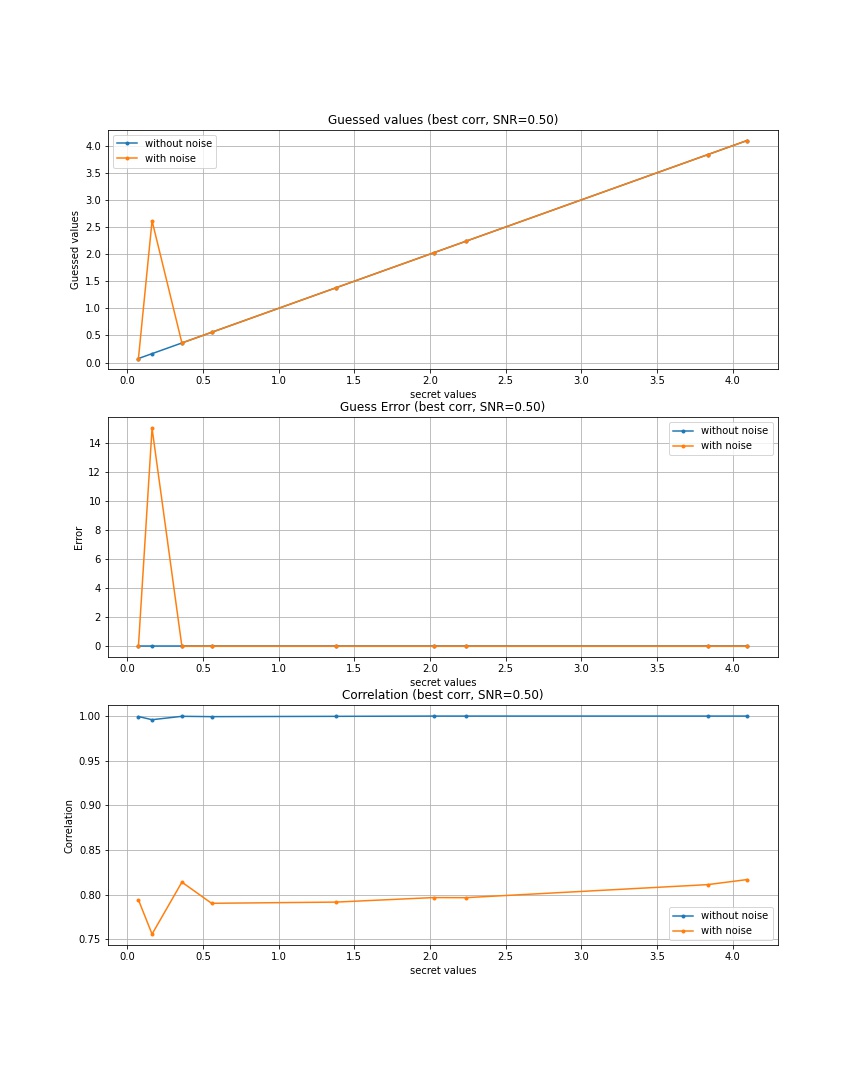 Guessed values (best corr, SNR=0.50)
without noise
with noise
Guessed values
4.0
3.5
3.0
2.5
2.0
1.5
1.0
0.5
0.0
0.0 0.5 1.0 1.5 2.0 2.5 3.0 3.5 4.0
secret values
Guess Error (best corr, SNR=0.50)
without noise
with noise
Error
14
12
10
8
6
4
2
0
0.0 0.5 1.0 1.5 2.0 2.5 3.0 3.5 4.0
secret values
Correlation (best corr, SNR=0.50)
Correlation
1.00
0.95
0.90
0.85
0.80
0.75
without noise
with noise
0.0 0.5 1.0 1.5 2.0 2.5 3.0 3.5 4.0
secret values